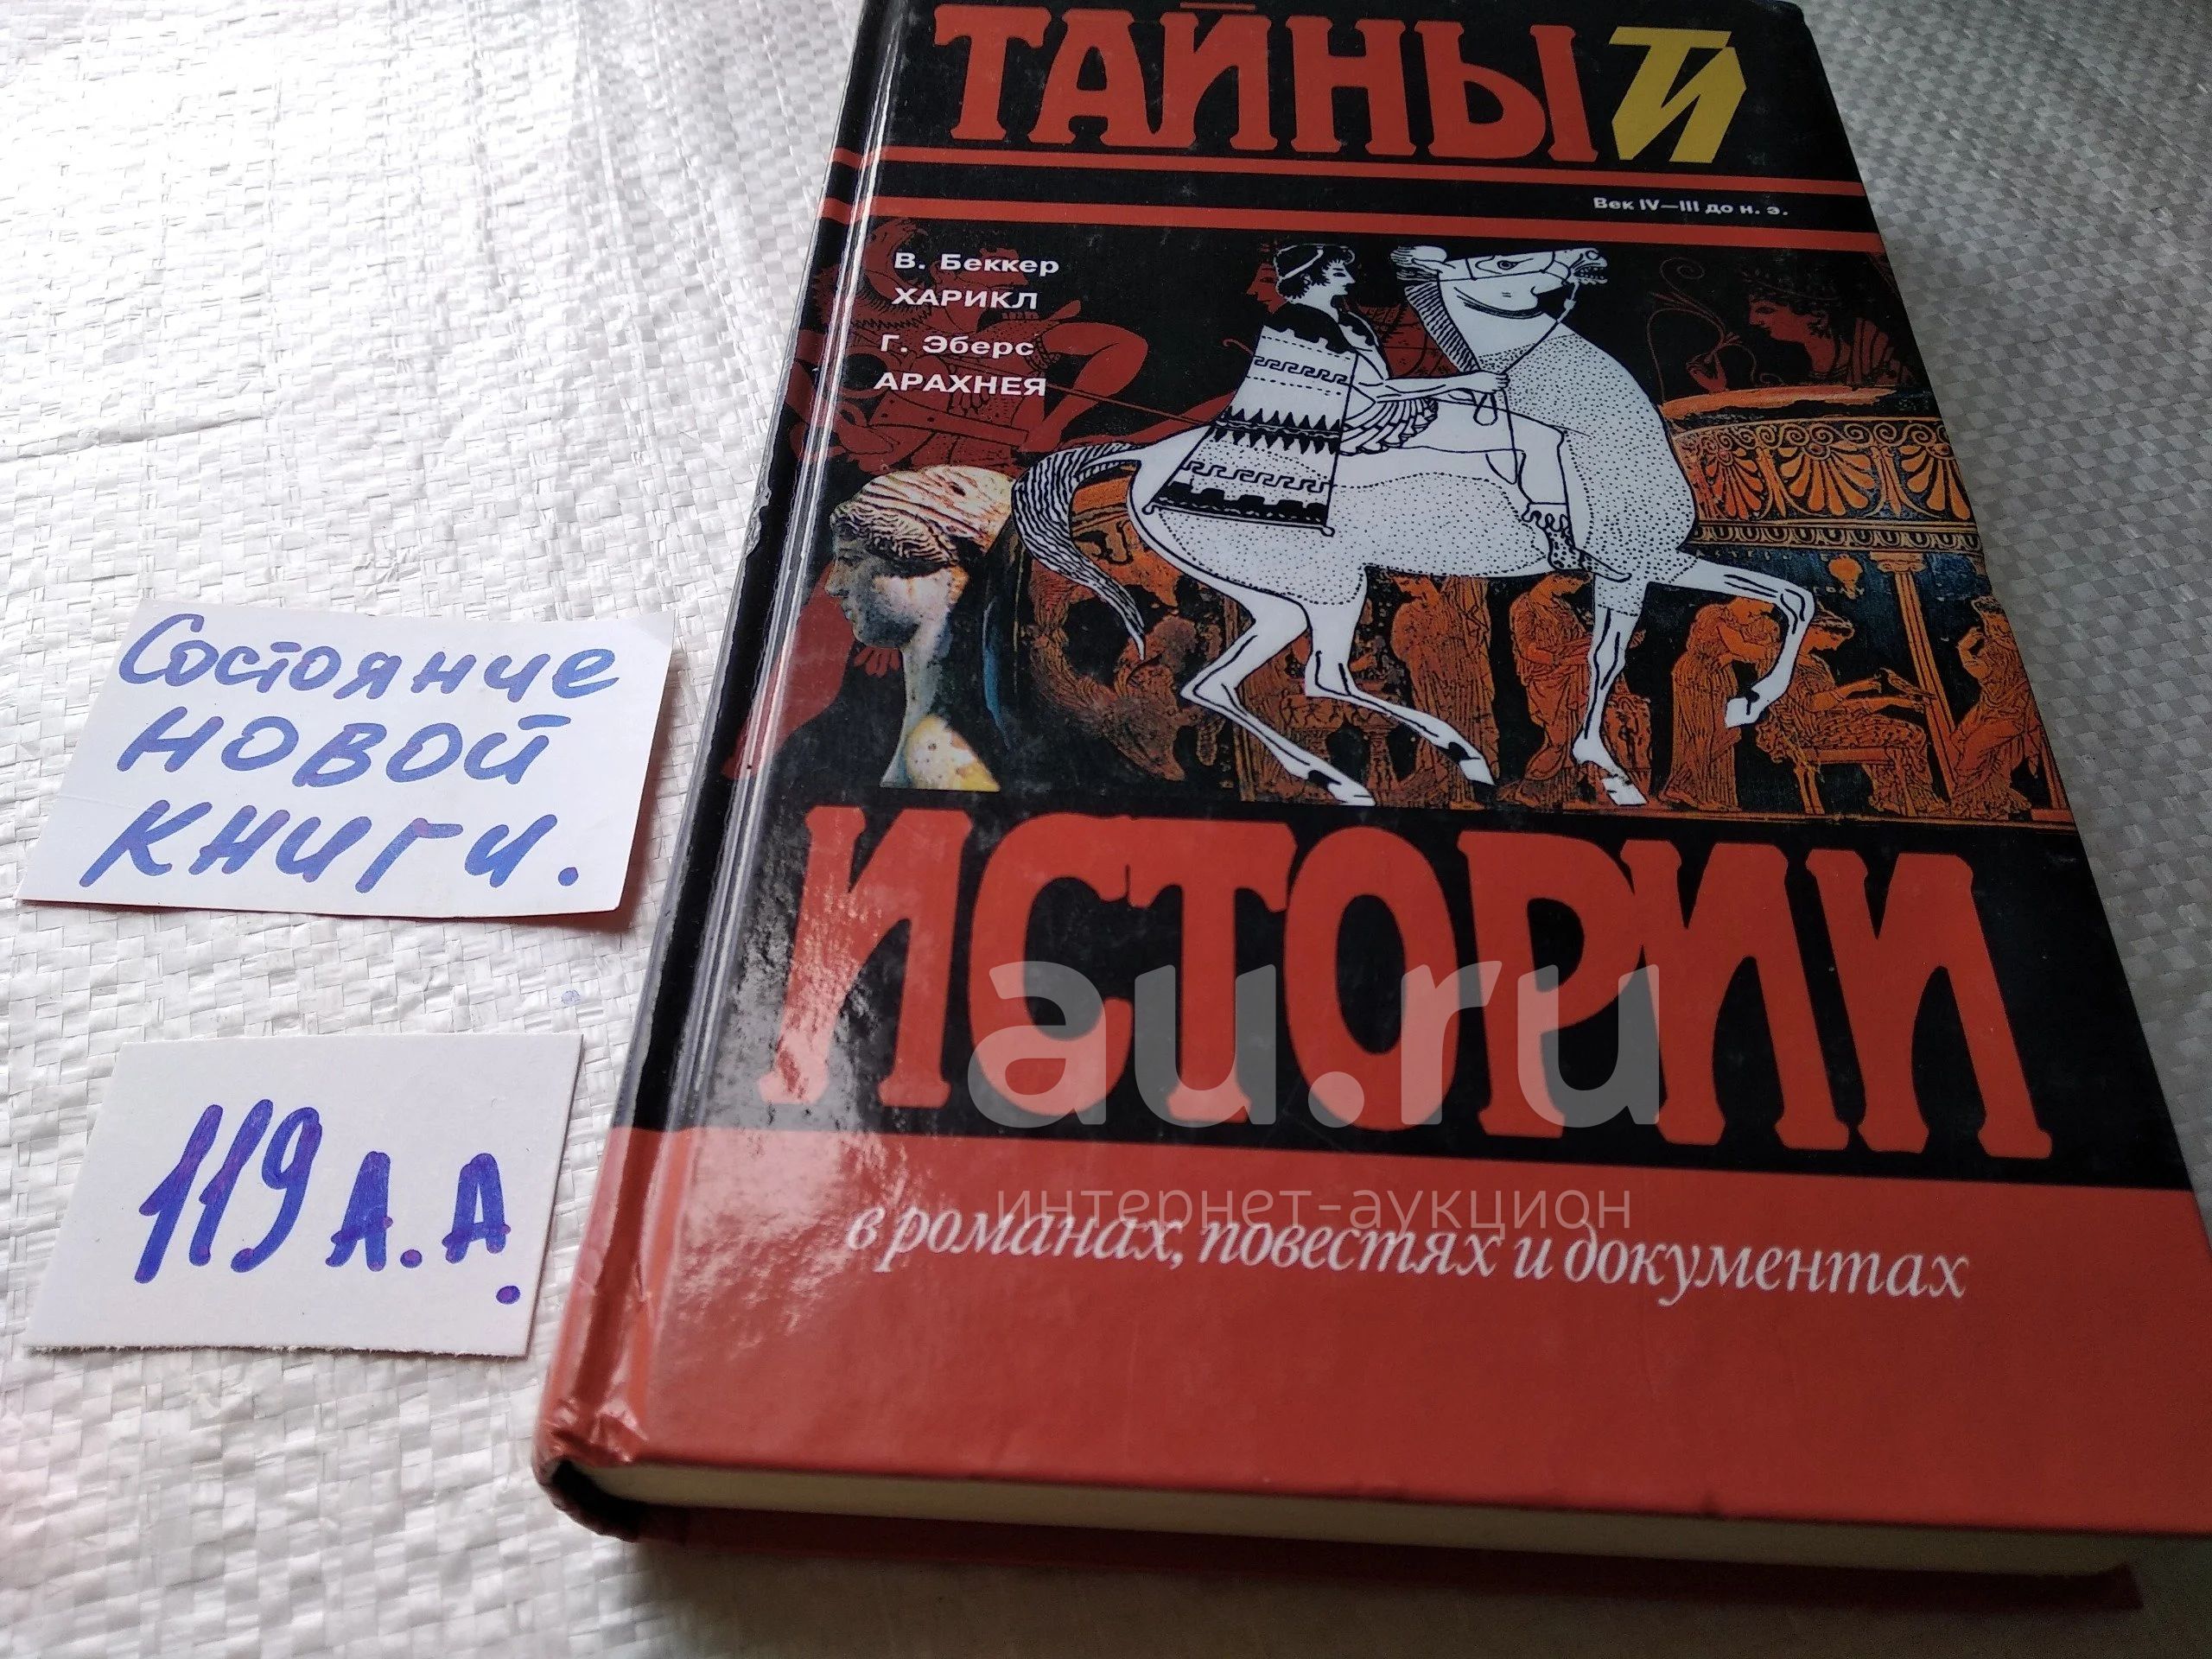 ТАЙНЫ ТИ
Век IV—III до н. э.
В. Беккер
ХАРИКЛ
Г. Эберс
АРАХНЕЯ
ИСТОРИИ
в романах, повестях и документах
Состояние
новой
книги.
119 А.А.
au.ru
интернет-аукцион